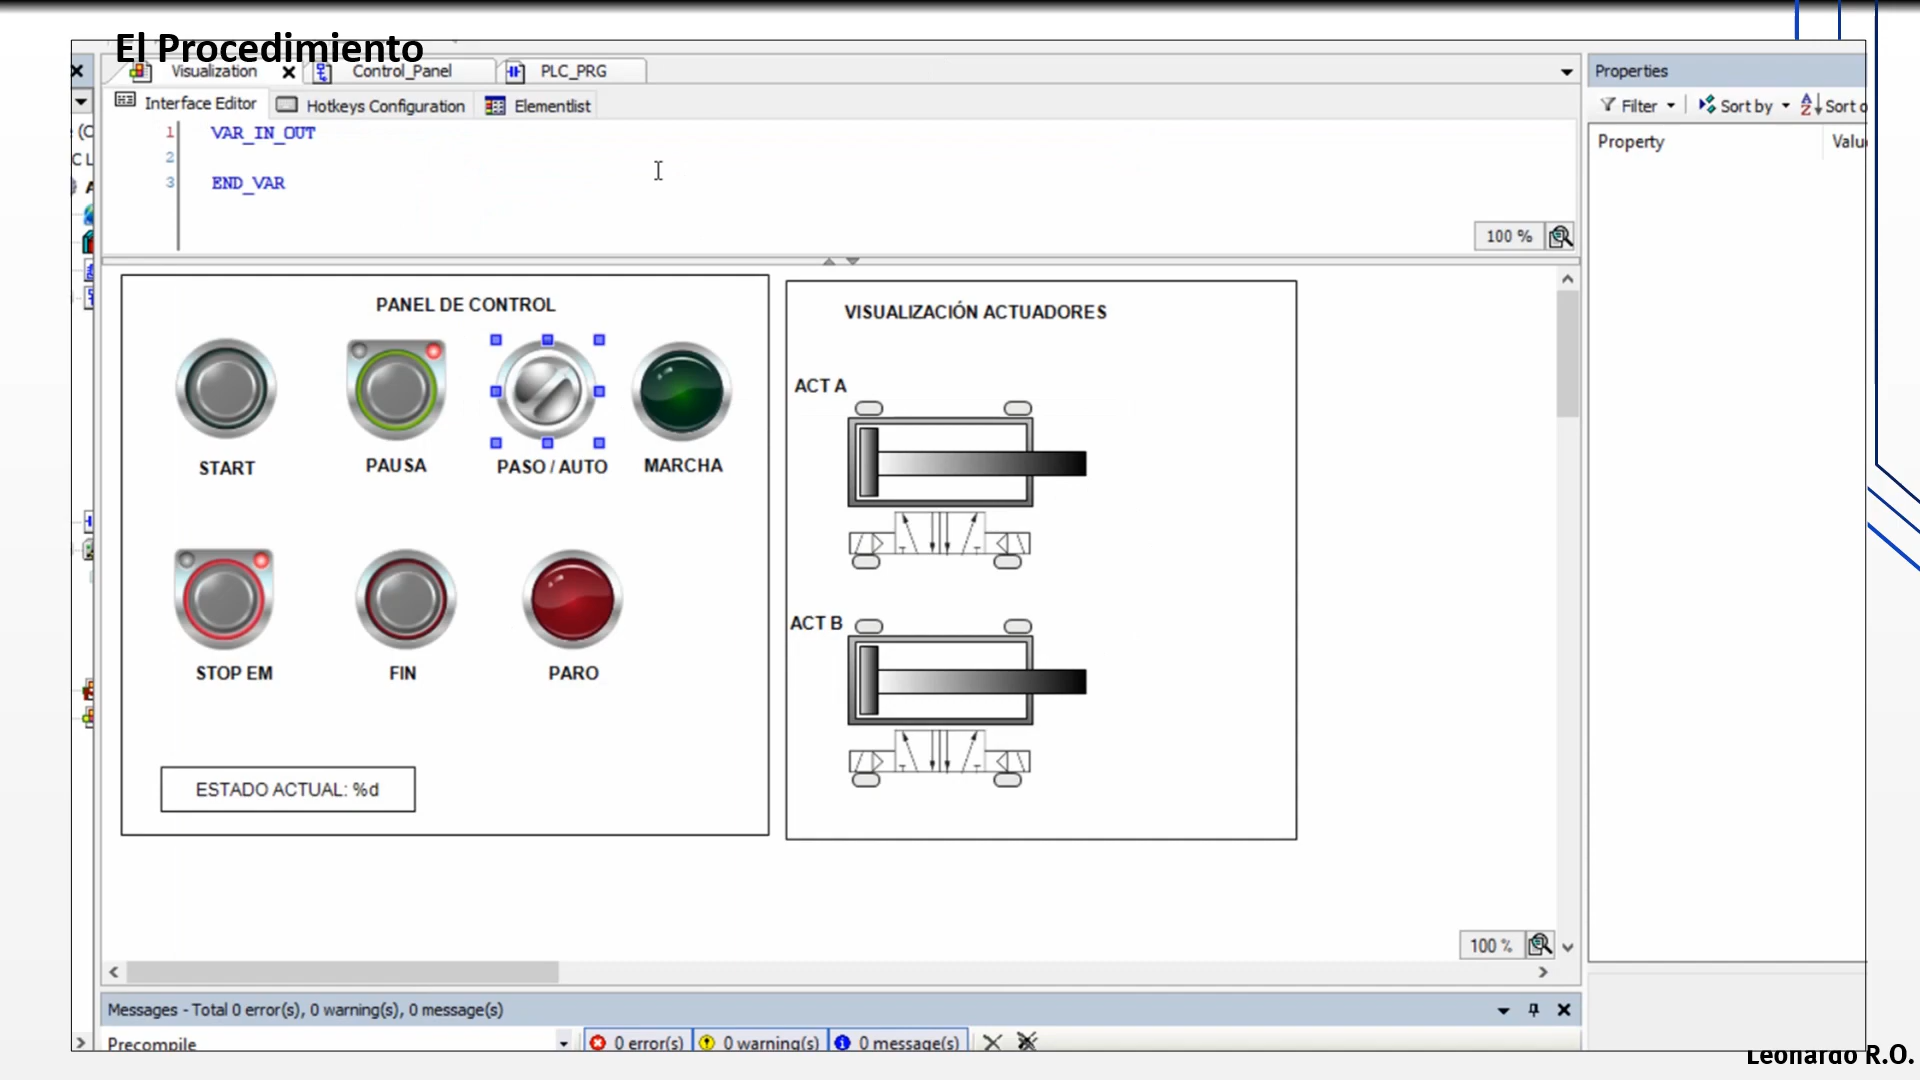 El Procedimiento
Visualization
Control_Panel
PLC_PRG
Properties
Interface Editor
Hotkeys Configuration
Elementlist
Filter
Sort by
Sort o
(C
1 VAR_IN_OUT
2
3 END_VAR
Property
Valu
C L
A
100 %
PANEL DE CONTROL
VISUALIZACIÓN ACTUADORES
ACT A
START
PAUSA
PASO / AUTO
MARCHA
ACT B
STOP EM
FIN
PARO
ESTADO ACTUAL: %d
100 %
Messages - Total 0 error(s), 0 warning(s), 0 message(s)
Precompile
0 error(s)
0 warning(s)
0 message(s)
Leonardo R.O.